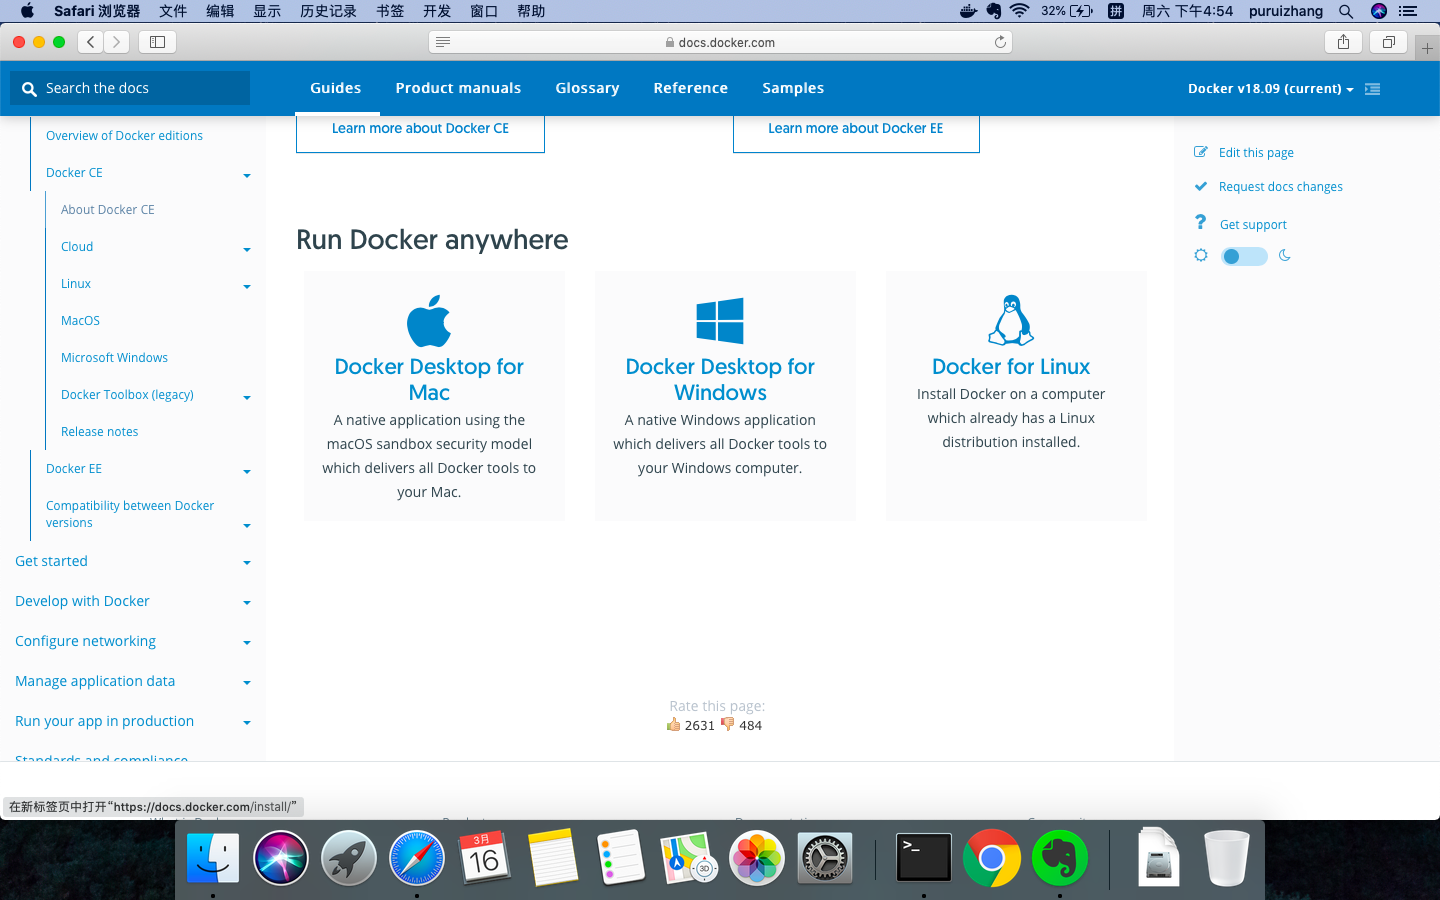 Safari 浏览器 文件 编辑 显示 历史记录 书签 开发 窗口 帮助 32% 拼 周六 下午4:54 puruizhang
docs.docker.com
Search the docs Guides Product manuals Glossary Reference Samples Docker v18.09 (current)
Overview of Docker editions
Docker CE
About Docker CE
Cloud
Linux
MacOS
Microsoft Windows
Docker Toolbox (legacy)
Release notes
Docker EE
Compatibility between Docker
versions
Get started
Develop with Docker
Configure networking
Manage application data
Run your app in production
Standards and compliance
Learn more about Docker CE
Learn more about Docker EE
Run Docker anywhere
Docker Desktop for
Mac
A native application using the
macOS sandbox security model
which delivers all Docker tools to
your Mac.
Docker Desktop for
Windows
A native Windows application
which delivers all Docker tools to
your Windows computer.
Docker for Linux
Install Docker on a computer
which already has a Linux
distribution installed.
Rate this page:
2631 484
Edit this page
Request docs changes
Get support
在新标签页中打开“https://docs.docker.com/install/”
3月
16
3D
>_